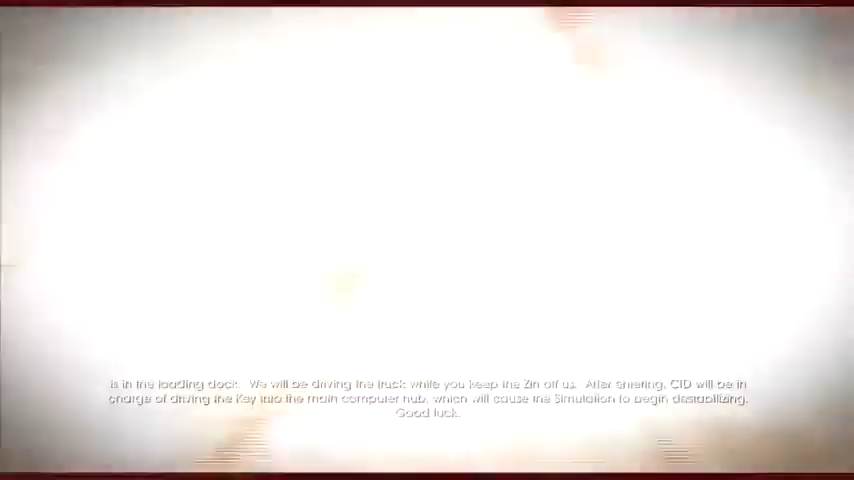 is in the loading dock.  We will be driving the truck while you keep the Zin off us.  After entering, CID will be in
charge of driving the Key into the main computer hub, which will cause the Simulation to begin destabilizing.
Good luck.